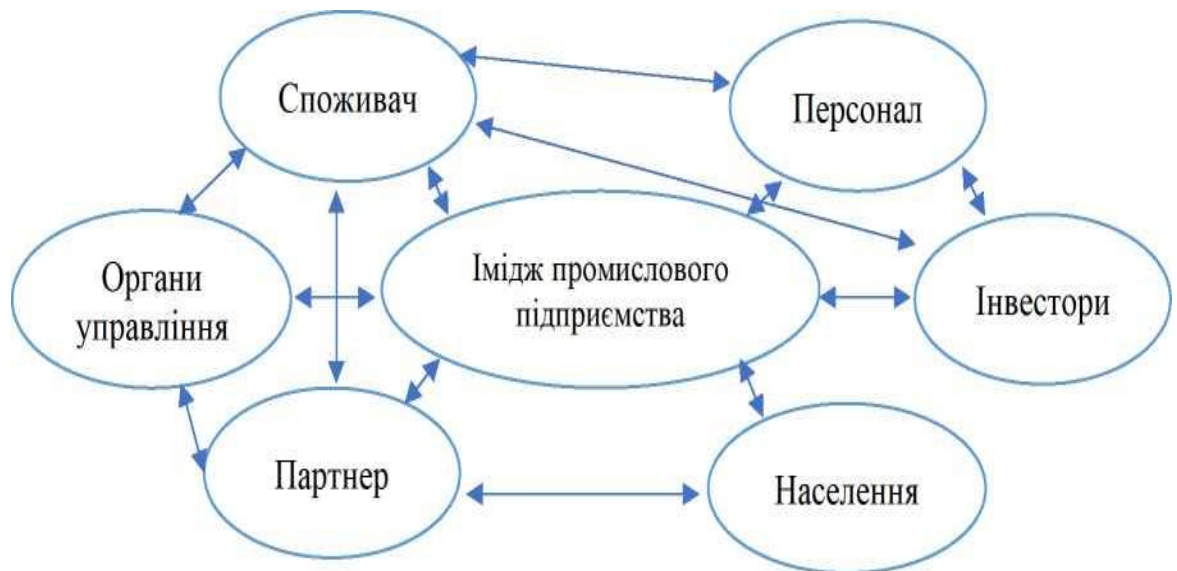 Споживач
Персонал
Органи
управління
Імідж промислового
підприємства
Інвестори
Партнер
Населення